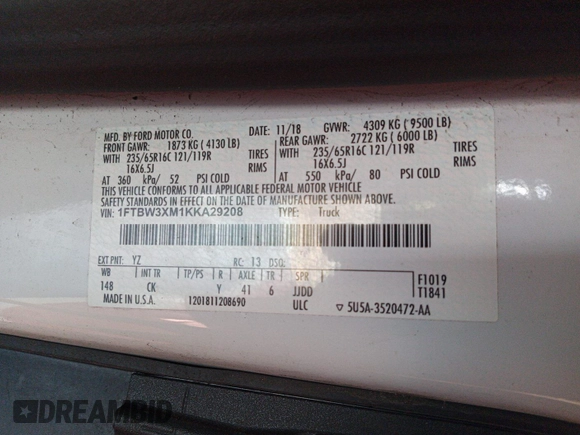 MFD. BY FORD MOTOR CO.
DATE: 11/18 GVWR: 4309 KG ( 9500 LB)
FRONT GAWR: 1873 KG ( 4130 LB)
REAR GAWR: 2722 KG ( 6000 LB)
WITH 235/65R16C 121/119R TIRES
16X6.5J RIMS
WITH 235/65R16C 121/119R TIRES
16X6.5J RIMS
AT 360 kPa/ 52 PSI COLD
AT 550 kPa/ 80 PSI COLD
THIS VEHICLE CONFORMS TO ALL APPLICABLE FEDERAL MOTOR VEHICLE
SAFETY STANDARDS IN EFFECT ON THE DATE OF MANUFACTURE SHOWN ABOVE.
VIN: 1FTBW3XM1KKA29208 TYPE: Truck
EXT PNT: YZ RC: 13 DSO:
WB INT TR TP/PS R AXLE TR SPR
148 CK Y 41 6 JJDD
F1019
T1841
MADE IN U.S.A. 1201811208690 ULC
▽ 5U5A-3520472-AA
DREAMBID